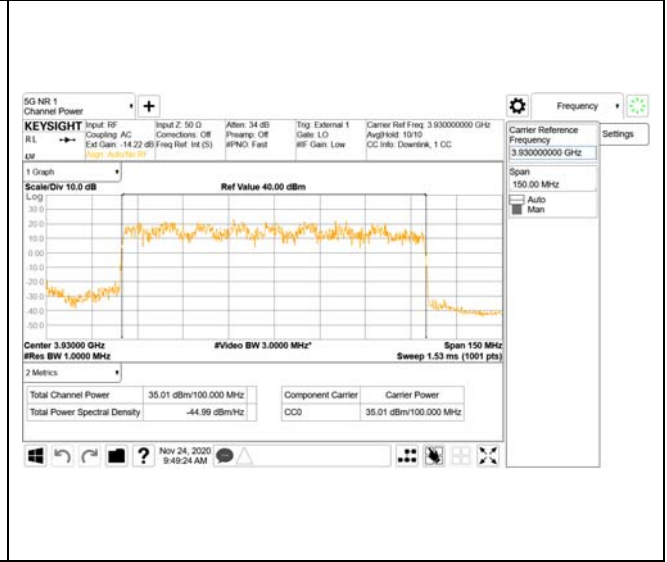 5G NR 1
Channel Power
Frequency
KEYSIGHT
RL
Input: RF
Coupling: AC
Ext Gain: -14.22 dB
Align: Auto/No RF
Input Z: 50 Ω
Corrections: Off
Freq Ref: Int (S)
Atten: 34 dB
Preamp: Off
#PNO: Fast
Trig: External 1
Gate: LO
#IF Gain: Low
Carrier Ref Freq: 3.930000000 GHz
Avg|Hold: 10/10
CC Info: Downlink, 1 CC
Carrier Reference
Frequency
3.930000000 GHz
Settings
Span
150.00 MHz
Auto
Man
1 Graph
Scale/Div 10.0 dB
Ref Value 40.00 dBm
Log
30.0
20.0
10.0
0.00
-10.0
-20.0
-30.0
-40.0
-50.0
Center 3.93000 GHz
#Video BW 3.0000 MHz*
Span 150 MHz
#Res BW 1.0000 MHz
Sweep 1.53 ms (1001 pts)
2 Metrics
Total Channel Power 35.01 dBm/100.000 MHz
Total Power Spectral Density -44.99 dBm/Hz
Component Carrier Carrier Power
CC0 35.01 dBm/100.000 MHz
Nov 24, 2020
9:49:24 AM